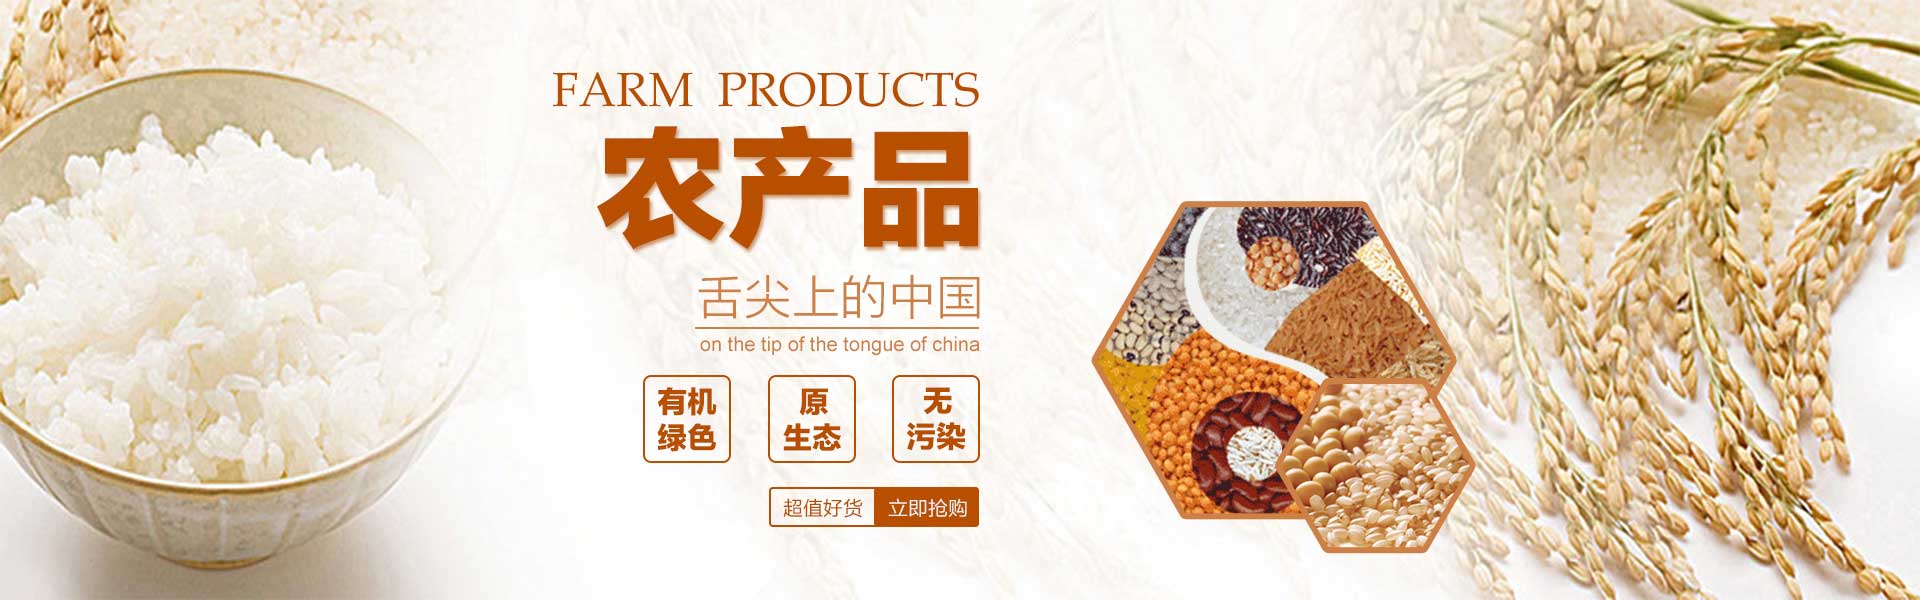 FARM PRODUCTS
农产品
舌尖上的中国
on the tip of the tongue of china
有机
绿色
原
生态
无
污染
超值好货 立即抢购